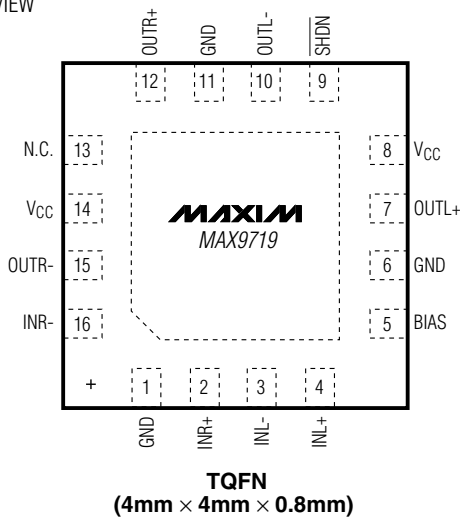 VIEW
OUTR+ GND OUTL- SHDN
12 11 10 9
N.C. 13 8 VCC
VCC 14 7 OUTL+
MAXIM
MAX9719
OUTR- 15 6 GND
INR- 16 5 BIAS
+ 1 2 3 4
GND INR+ INL- INL+
TQFN
(4mm × 4mm × 0.8mm)